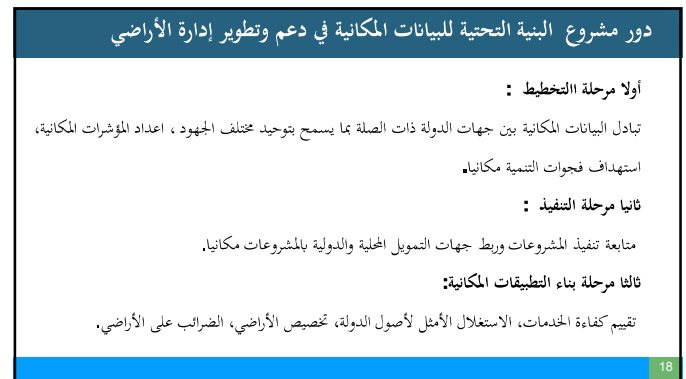 دور مشروع البنية التحتية للبيانات المكانية في دعم وتطوير إدارة الأراضي
أولا مرحلة االتخطيط :
تبادل البيانات المكانية بين جهات الدولة ذات الصلة بما يسمح بتوحيد مختلف الجهود ، اعداد المؤشرات المكانية،
استهداف فجوات التنمية مكانيا.
ثانيا مرحلة التنفيذ :
متابعة تنفيذ المشروعات وربط جهات التمويل المحلية والدولية بالمشروعات مكانيا.
ثالثا مرحلة بناء التطبيقات المكانية:
تقييم كفاءة الخدمات، الاستغلال الأمثل لأصول الدولة، تخصيص الأراضي، الضرائب على الأراضي.
18